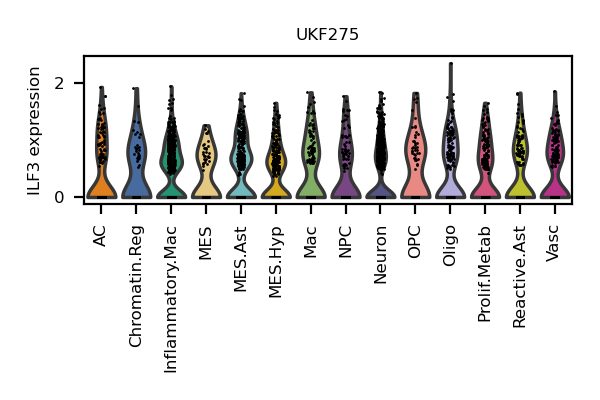 UKF275
ILF3 expression
2
0
AC
Chromatin.Reg
Inflammatory.Mac
MES
MES.Ast
MES.Hyp
Mac
NPC
Neuron
OPC
Oligo
Prolif.Metab
Reactive.Ast
Vasc